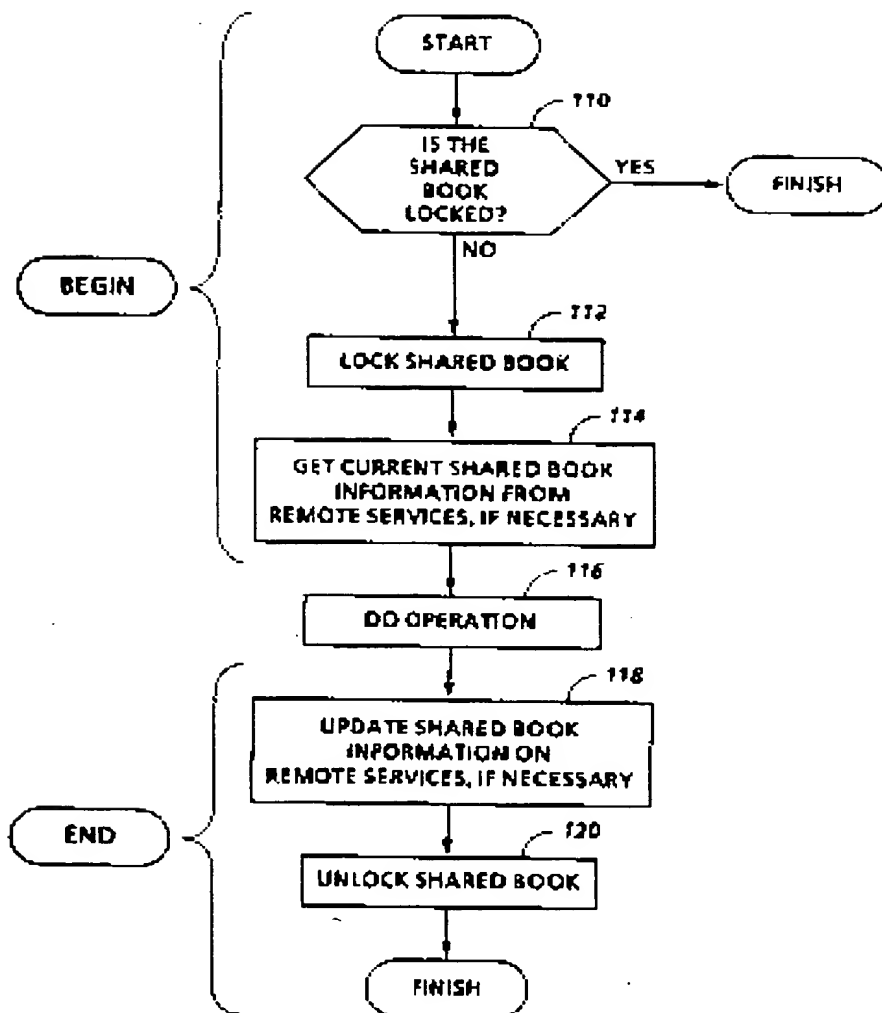 START
110
IS THE
SHARED
BOOK
LOCKED?
YES
FINISH
NO
BEGIN
112
LOCK SHARED BOOK
114
GET CURRENT SHARED BOOK
INFORMATION FROM
REMOTE SERVICES, IF NECESSARY
116
DO OPERATION
118
UPDATE SHARED BOOK
INFORMATION ON
REMOTE SERVICES, IF NECESSARY
END
120
UNLOCK SHARED BOOK
FINISH